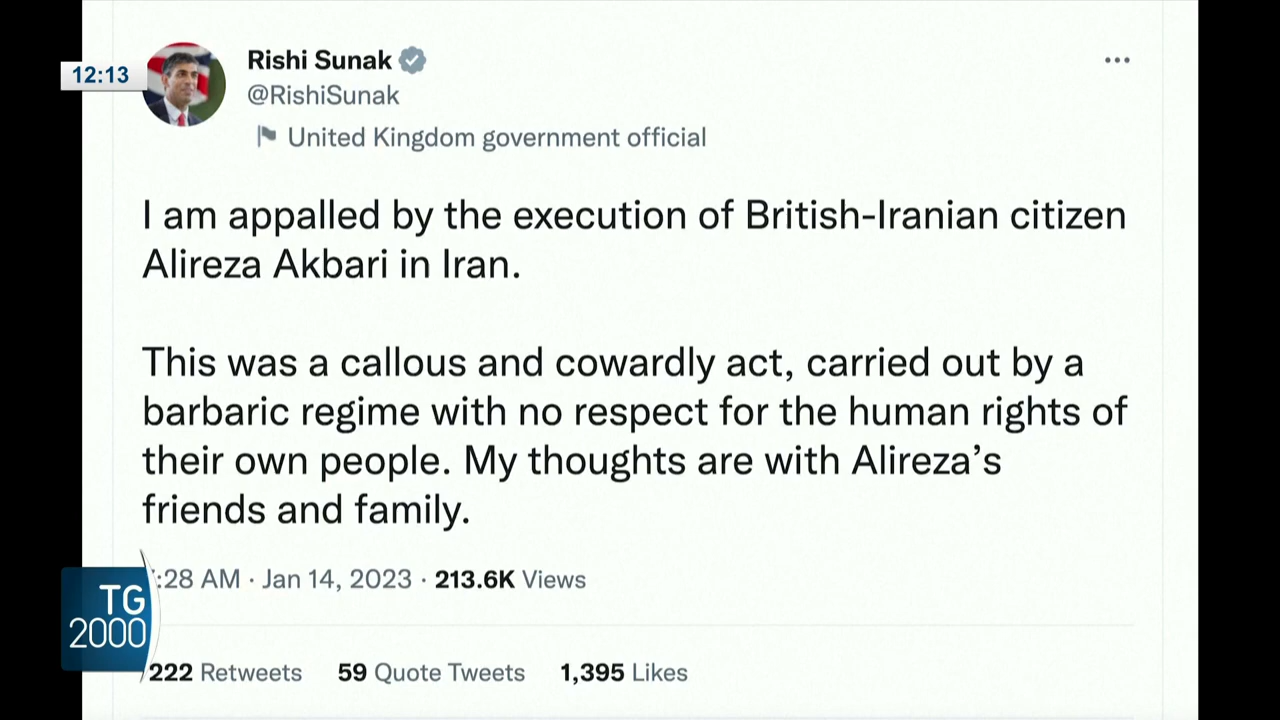 Rishi Sunak
12:13
@RishiSunak
United Kingdom government official
I am appalled by the execution of British-Iranian citizen
Alireza Akbari in Iran.
This was a callous and cowardly act, carried out by a
barbaric regime with no respect for the human rights of
their own people. My thoughts are with Alireza’s
friends and family.
:28 AM · Jan 14, 2023 · 213.6K Views
TG
2000
222 Retweets 59 Quote Tweets 1,395 Likes